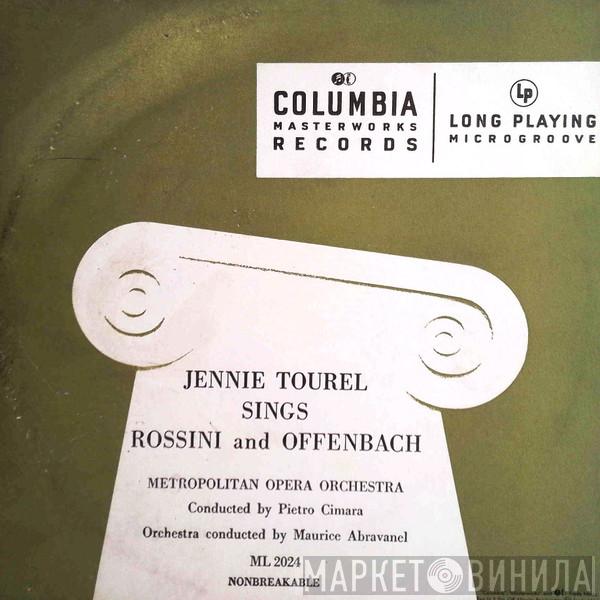 COLUMBIA
MASTERWORKS
RECORDS
LP
LONG PLAYING
MICROGROOVE
JENNIE TOUREL
SINGS
ROSSINI and OFFENBACH
METROPOLITAN OPERA ORCHESTRA
Conducted by Pietro Cimara
Orchestra conducted by Maurice Abravanel
ML 2024
NONBREAKABLE
МАРКЕТ ВИНИЛА